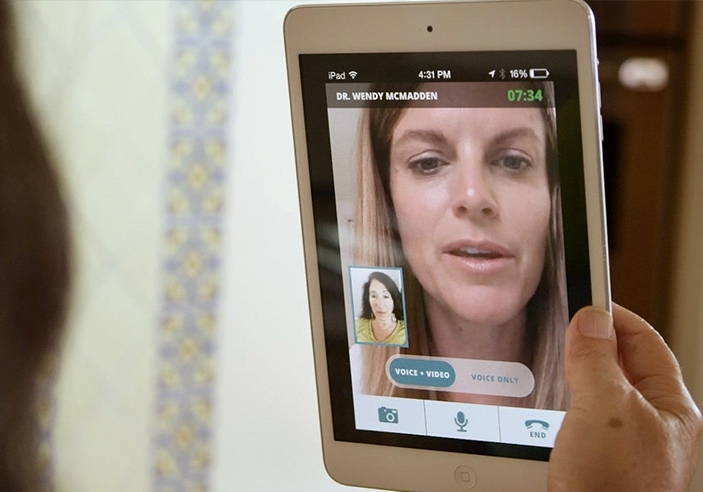 iPad 4:31 PM 16%
DR. WENDY MCMADDEN 07:34
VOICE + VIDEO VOICE ONLY
END